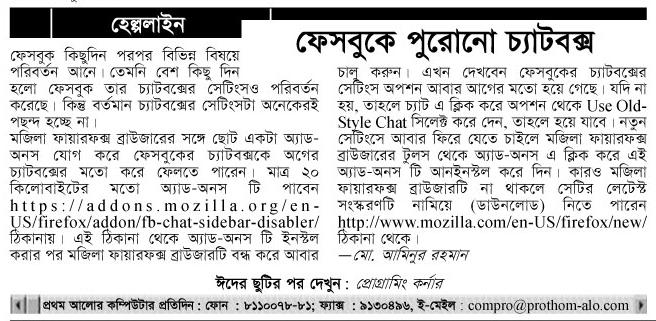 হেল্পলাইন
ফেসবুকে পুরোনো চ্যাটবক্স
ফেসবুক কিছুদিন পরপর বিভিন্ন বিষয়ে
পরিবর্তন আনে। তেমনি বেশ কিছু দিন
হলো ফেসবুক তার চ্যাটবক্সের সেটিংসও পরিবর্তন
করেছে। কিন্তু বর্তমান চ্যাটবক্সের সেটিংসটা অনেকেরই
পছন্দ হচ্ছে না।
মজিলা ফায়ারফক্স ব্রাউজারের সঙ্গে ছোট একটা অ্যাড-
অনস যোগ করে ফেসবুকের চ্যাটবক্সকে অগের
চ্যাটবক্সের মতো করে ফেলতে পারেন। মাত্র ২০
কিলোবাইটের মতো অ্যাড-অনস টি পাবেন
https://addons.mozilla.org/en-
US/firefox/addon/fb-chat-sidebar-disabler/
ঠিকানায়। এই ঠিকানা থেকে অ্যাড-অনস টি ইনস্টল
করার পর মজিলা ফায়ারফক্স ব্রাউজারটি বন্ধ করে আবার
চালু করুন। এখন দেখবেন ফেসবুকের চ্যাটবক্সের
সেটিংস অপশন আবার আগের মতো হয়ে গেছে। যদি না
হয়, তাহলে চ্যাট এ ক্লিক করে অপশন থেকে Use Old-
Style Chat সিলেক্ট করে দেন, তাহলে হয়ে যাবে। নতুন
সেটিংসে আবার ফিরে যেতে চাইলে মজিলা ফায়ারফক্স
ব্রাউজারের টুলস থেকে অ্যাড-অনস এ ক্লিক করে এই
অ্যাড-অনস টি আনইনস্টল করে দিন। কারও মজিলা
ফায়ারফক্স ব্রাউজারটি না থাকলে সেটির লেটেস্ট
সংস্করণটি নামিয়ে (ডাউনলোড) নিতে পারেন
http://www.mozilla.com/en-US/firefox/new/
ঠিকানা থেকে।
—মো. আমিনুর রহমান
ঈদের ছুটির পর দেখুন : প্রোগ্রামিং কর্নার
প্রথম আলোর কম্পিউটার প্রতিদিন : ফোন : ৮১১০০৭৮-৮১; ফ্যাক্স : ৯১৩০৪৯৬, ই-মেইল : compro@prothom-alo.com